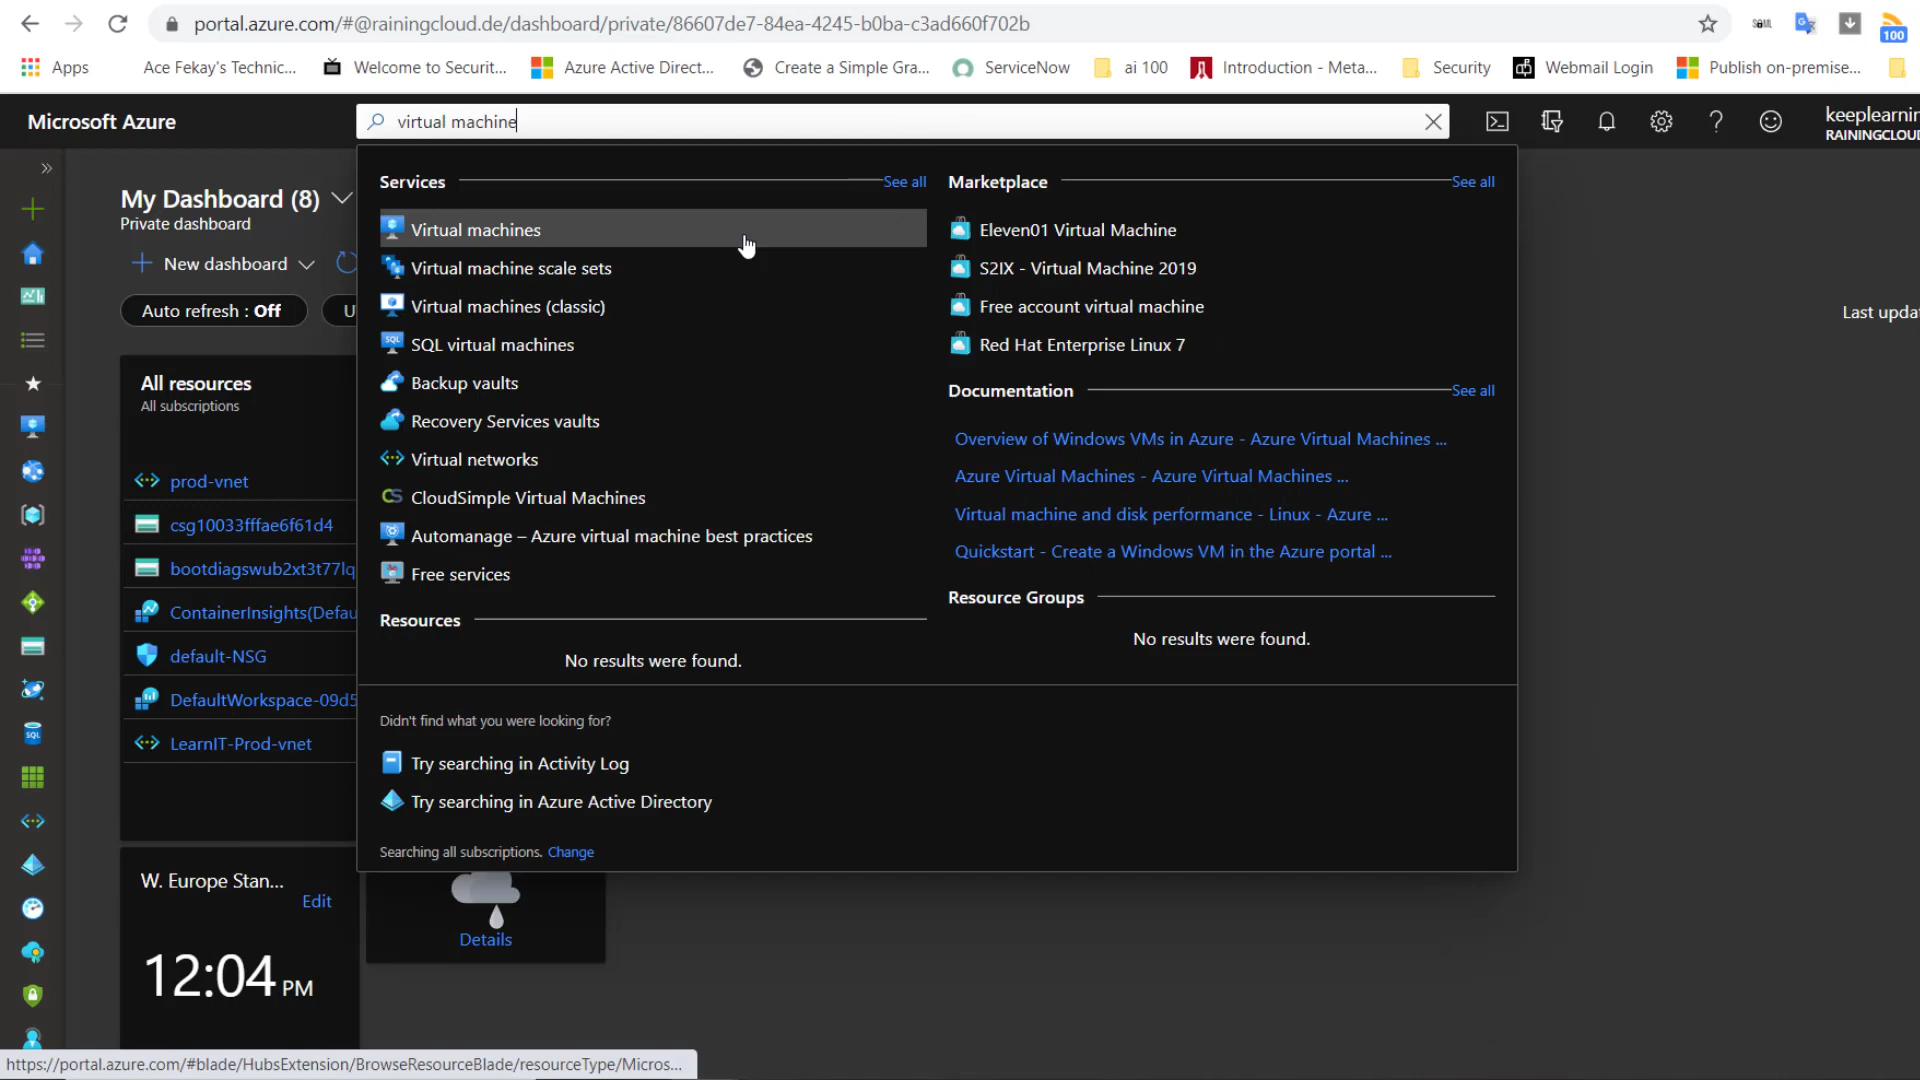 portal.azure.com/#@rainingcloud.de/dashboard/private/86607de7-84ea-4245-b0ba-c3ad660f702b
100
Apps
Ace Fekay's Technic...
Welcome to Securit...
Azure Active Direct...
Create a Simple Gra...
ServiceNow
ai 100
Introduction - Meta...
Security
Webmail Login
Publish on-premise...
Microsoft Azure
virtual machine
keeplearnin
RAININGCLOUD
My Dashboard (8)
Private dashboard
New dashboard
Auto refresh : Off
U
Last upda
All resources
All subscriptions
prod-vnet
csg10033fffae6f61d4
bootdiagswub2xt3t77lq
ContainerInsights(Defau
default-NSG
DefaultWorkspace-09d5
LearnIT-Prod-vnet
Services
See all
Virtual machines
Virtual machine scale sets
Virtual machines (classic)
SQL virtual machines
Backup vaults
Recovery Services vaults
Virtual networks
CloudSimple Virtual Machines
Automanage – Azure virtual machine best practices
Free services
Resources
No results were found.
Marketplace
See all
Eleven01 Virtual Machine
S2IX - Virtual Machine 2019
Free account virtual machine
Red Hat Enterprise Linux 7
Documentation
See all
Overview of Windows VMs in Azure - Azure Virtual Machines ...
Azure Virtual Machines - Azure Virtual Machines ...
Virtual machine and disk performance - Linux - Azure ...
Quickstart - Create a Windows VM in the Azure portal ...
Resource Groups
No results were found.
Didn't find what you were looking for?
Try searching in Activity Log
Try searching in Azure Active Directory
Searching all subscriptions. Change
W. Europe Stan...
Edit
12:04 PM
Details
https://portal.azure.com/#blade/HubsExtension/BrowseResourceBlade/resourceType/Micros...